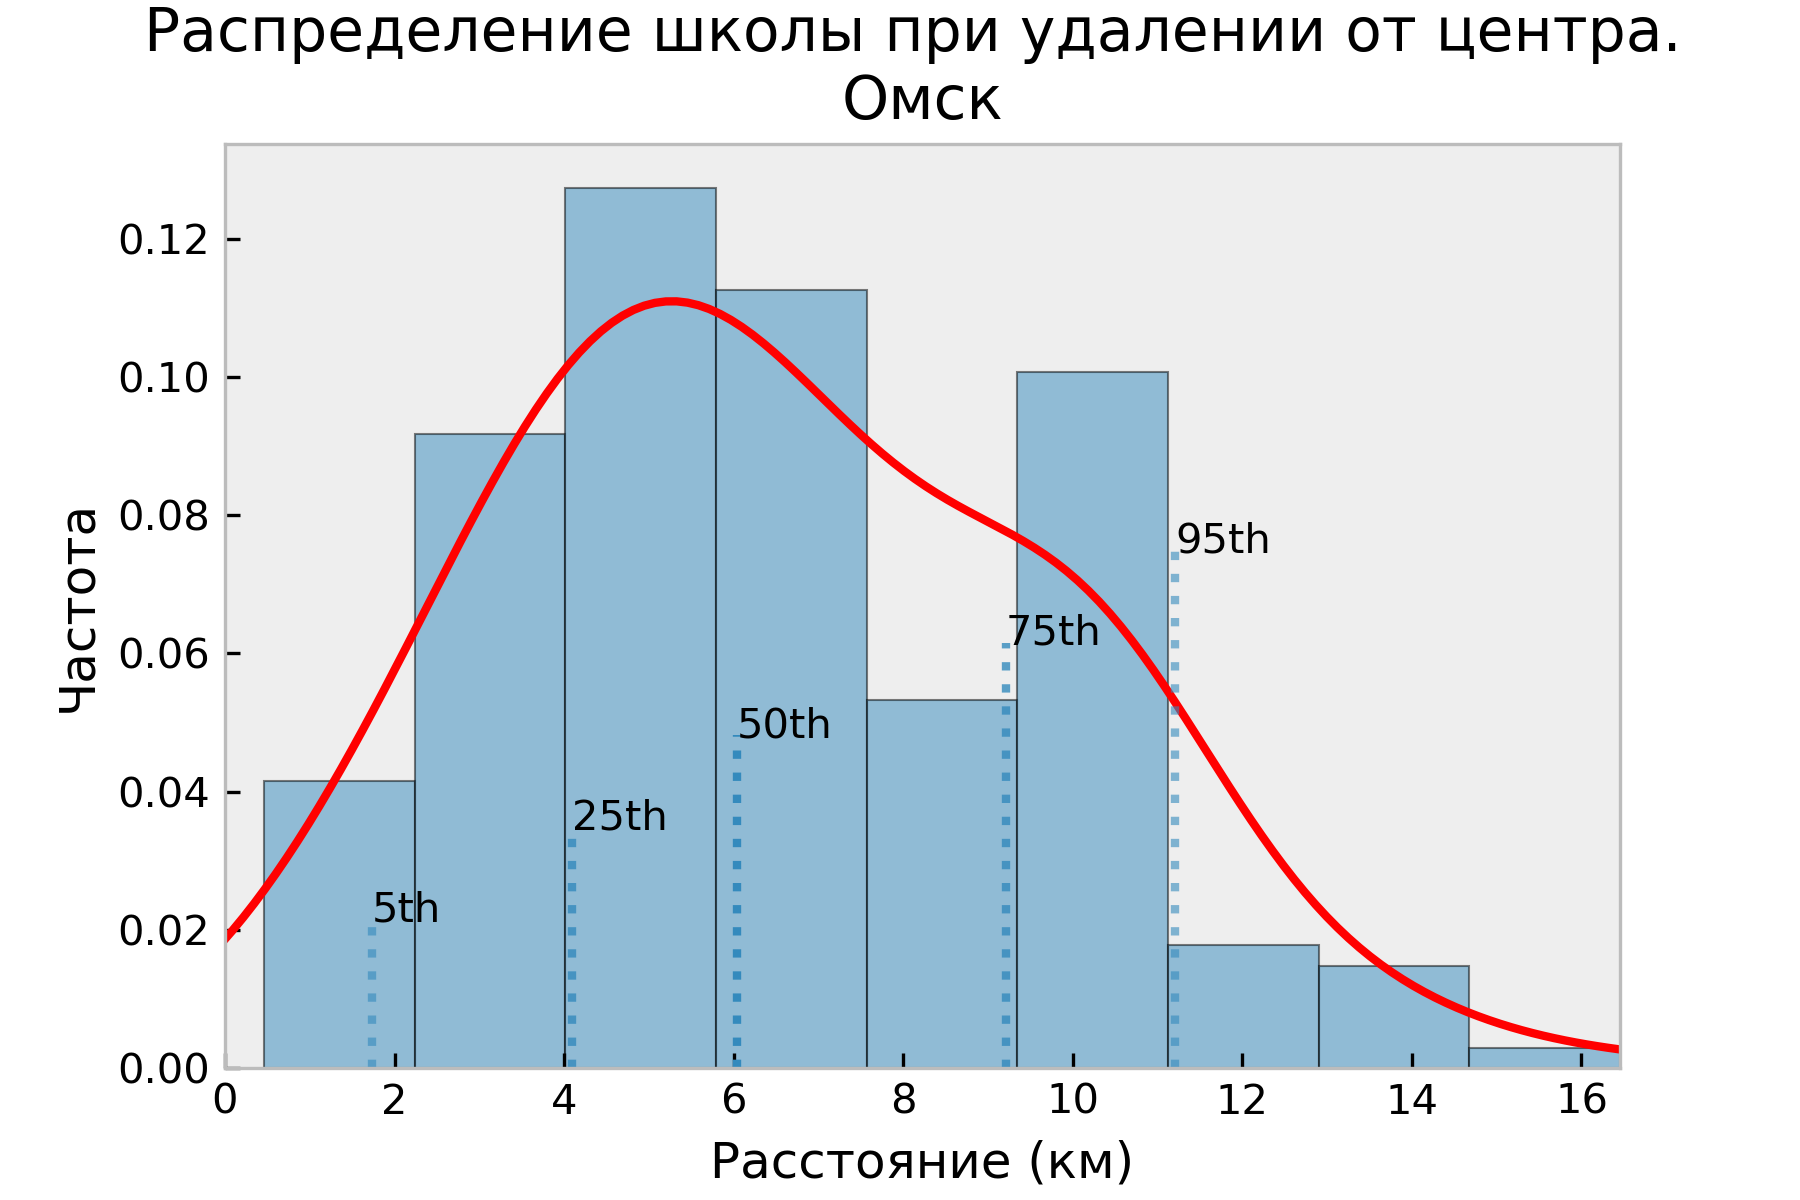 Распределение школы при удалении от центра.
Омск
0.12
0.10
0.08
0.06
0.04
0.02
0.00
Частота
5th
25th
50th
75th
95th
0 2 4 6 8 10 12 14 16
Расстояние (км)